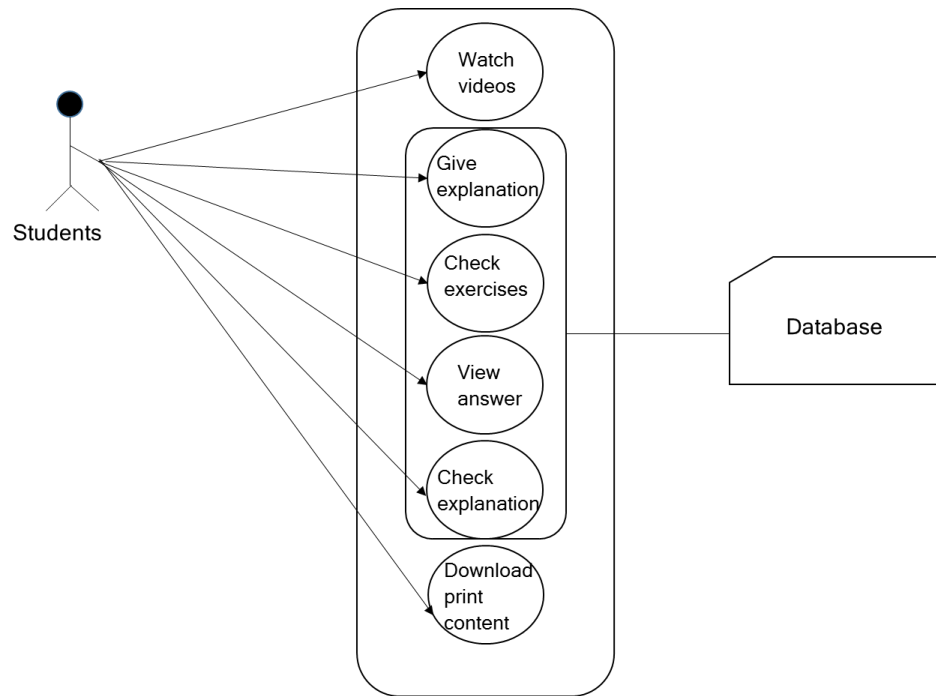 Watch
videos
Give
explanation
Students
Check
exercises
Database
View
answer
Check
explanation
Download
print
content